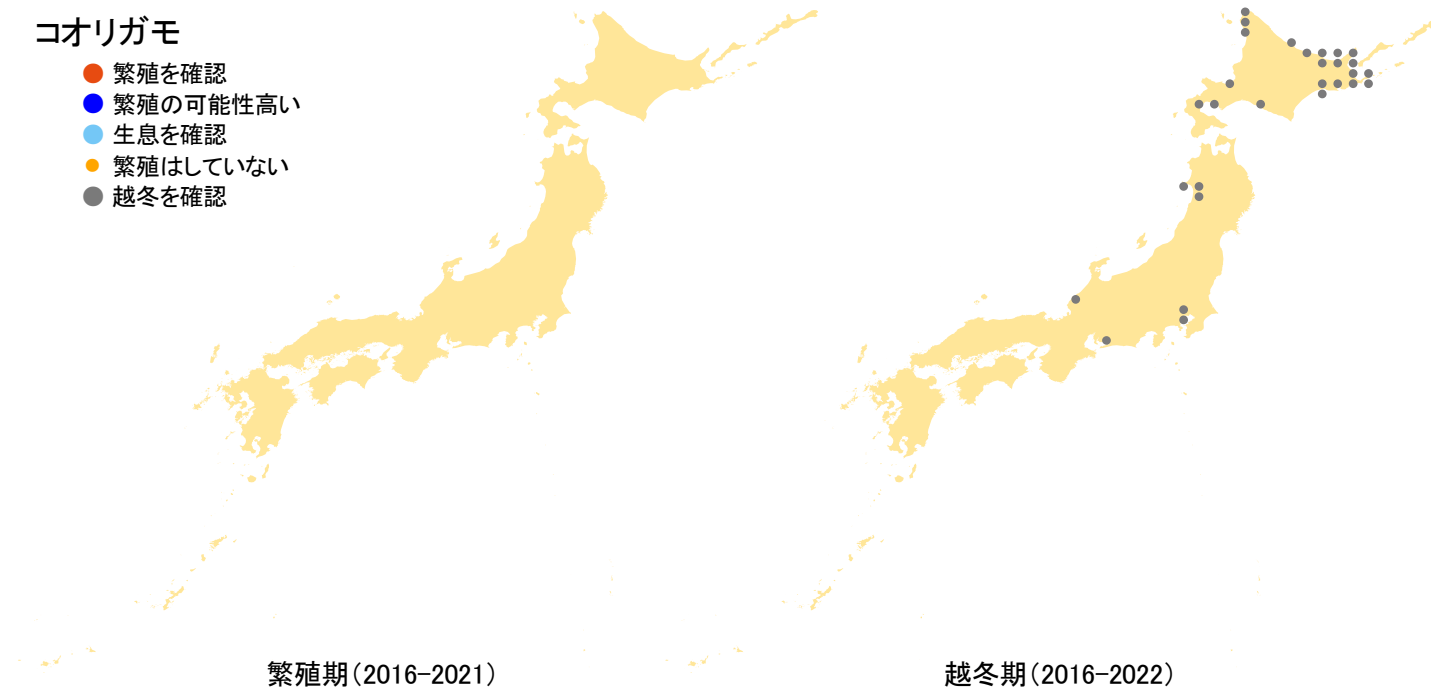 コオリガモ
繁殖を確認
繁殖の可能性高い
生息を確認
繁殖はしていない
越冬を確認
繁殖期(2016-2021)
越冬期(2016-2022)